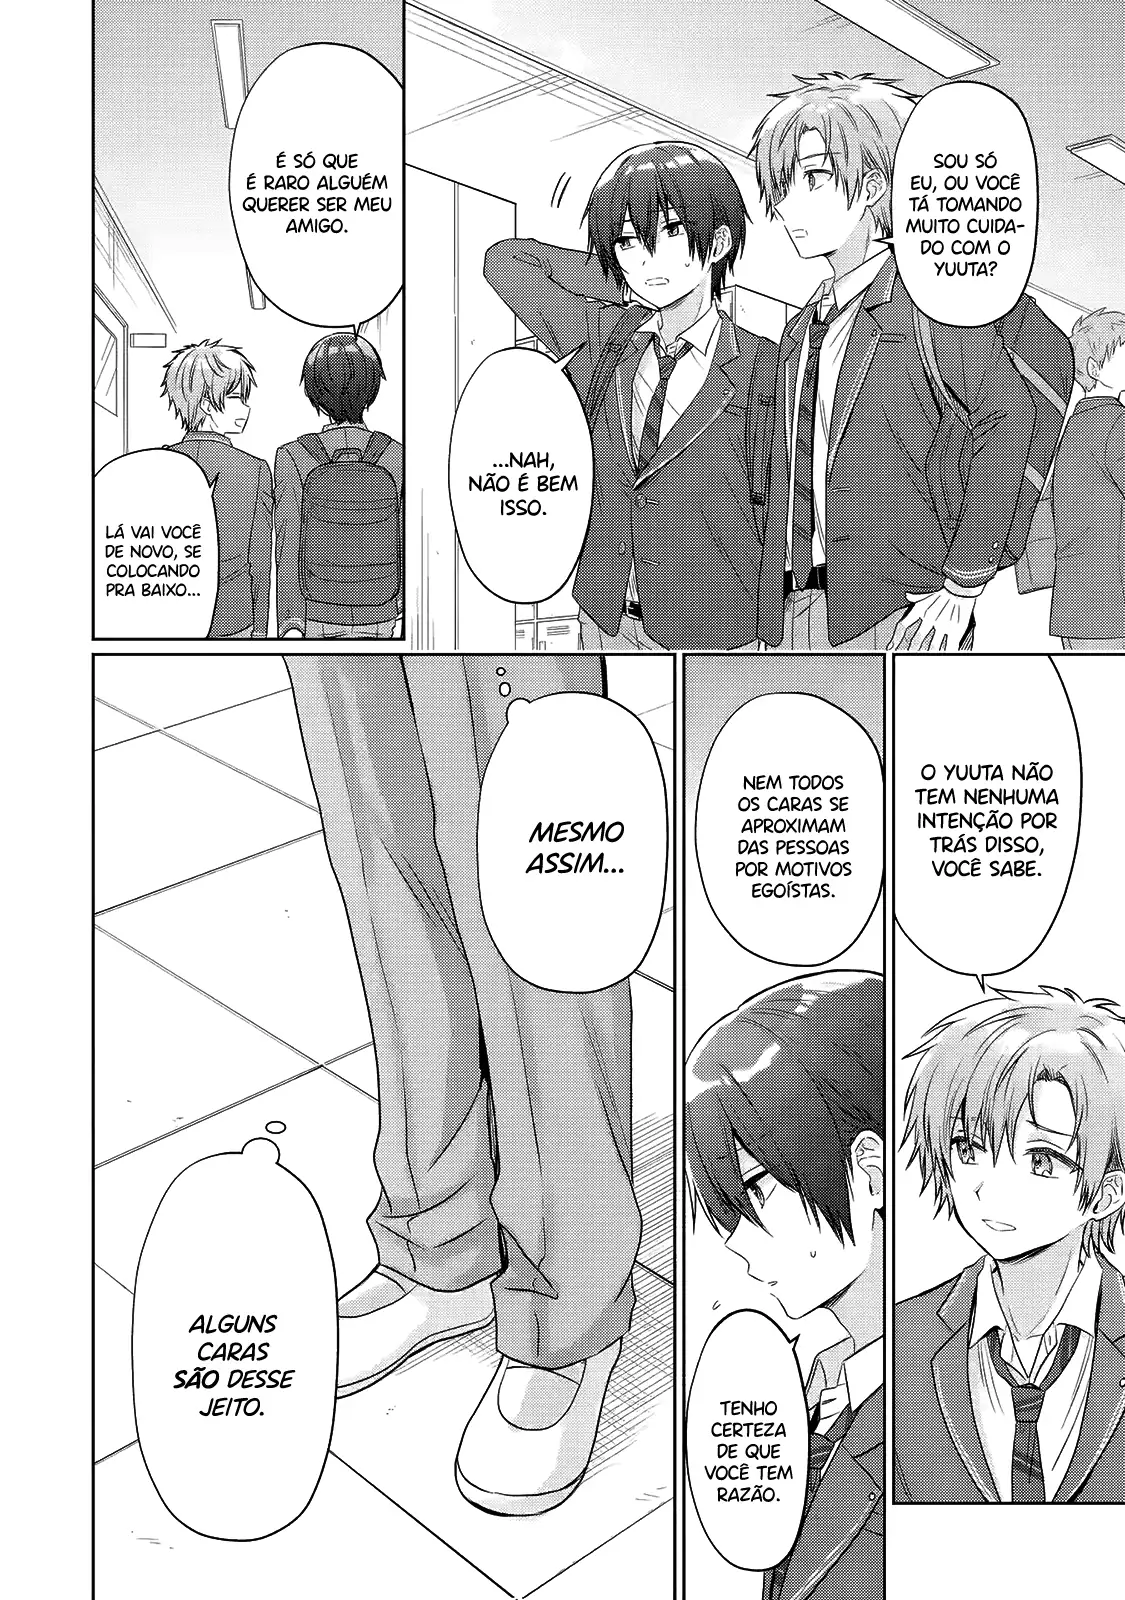 SOU SÓ
EU, OU VOCÊ
TÁ TOMANDO
MUITO CUIDA-
DO COM O
YUUTA?
...NAH,
NÃO É BEM
ISSO.
É SÓ QUE
É RARO ALGUÉM
QUERER SER MEU
AMIGO.
LÁ VAI VOCÊ
DE NOVO, SE
COLOCANDO
PRA BAIXO...
O YUUTA NÃO
TEM NENHUMA
INTENÇÃO POR
TRÁS DISSO,
VOCÊ SABE.
NEM TODOS
OS CARAS SE
APROXIMAM
DAS PESSOAS
POR MOTIVOS
EGOÍSTAS.
TENHO
CERTEZA
DE QUE
VOCÊ TEM
RAZÃO.
MESMO
ASSIM...
ALGUNS
CARAS
SÃO DESSE
JEITO.